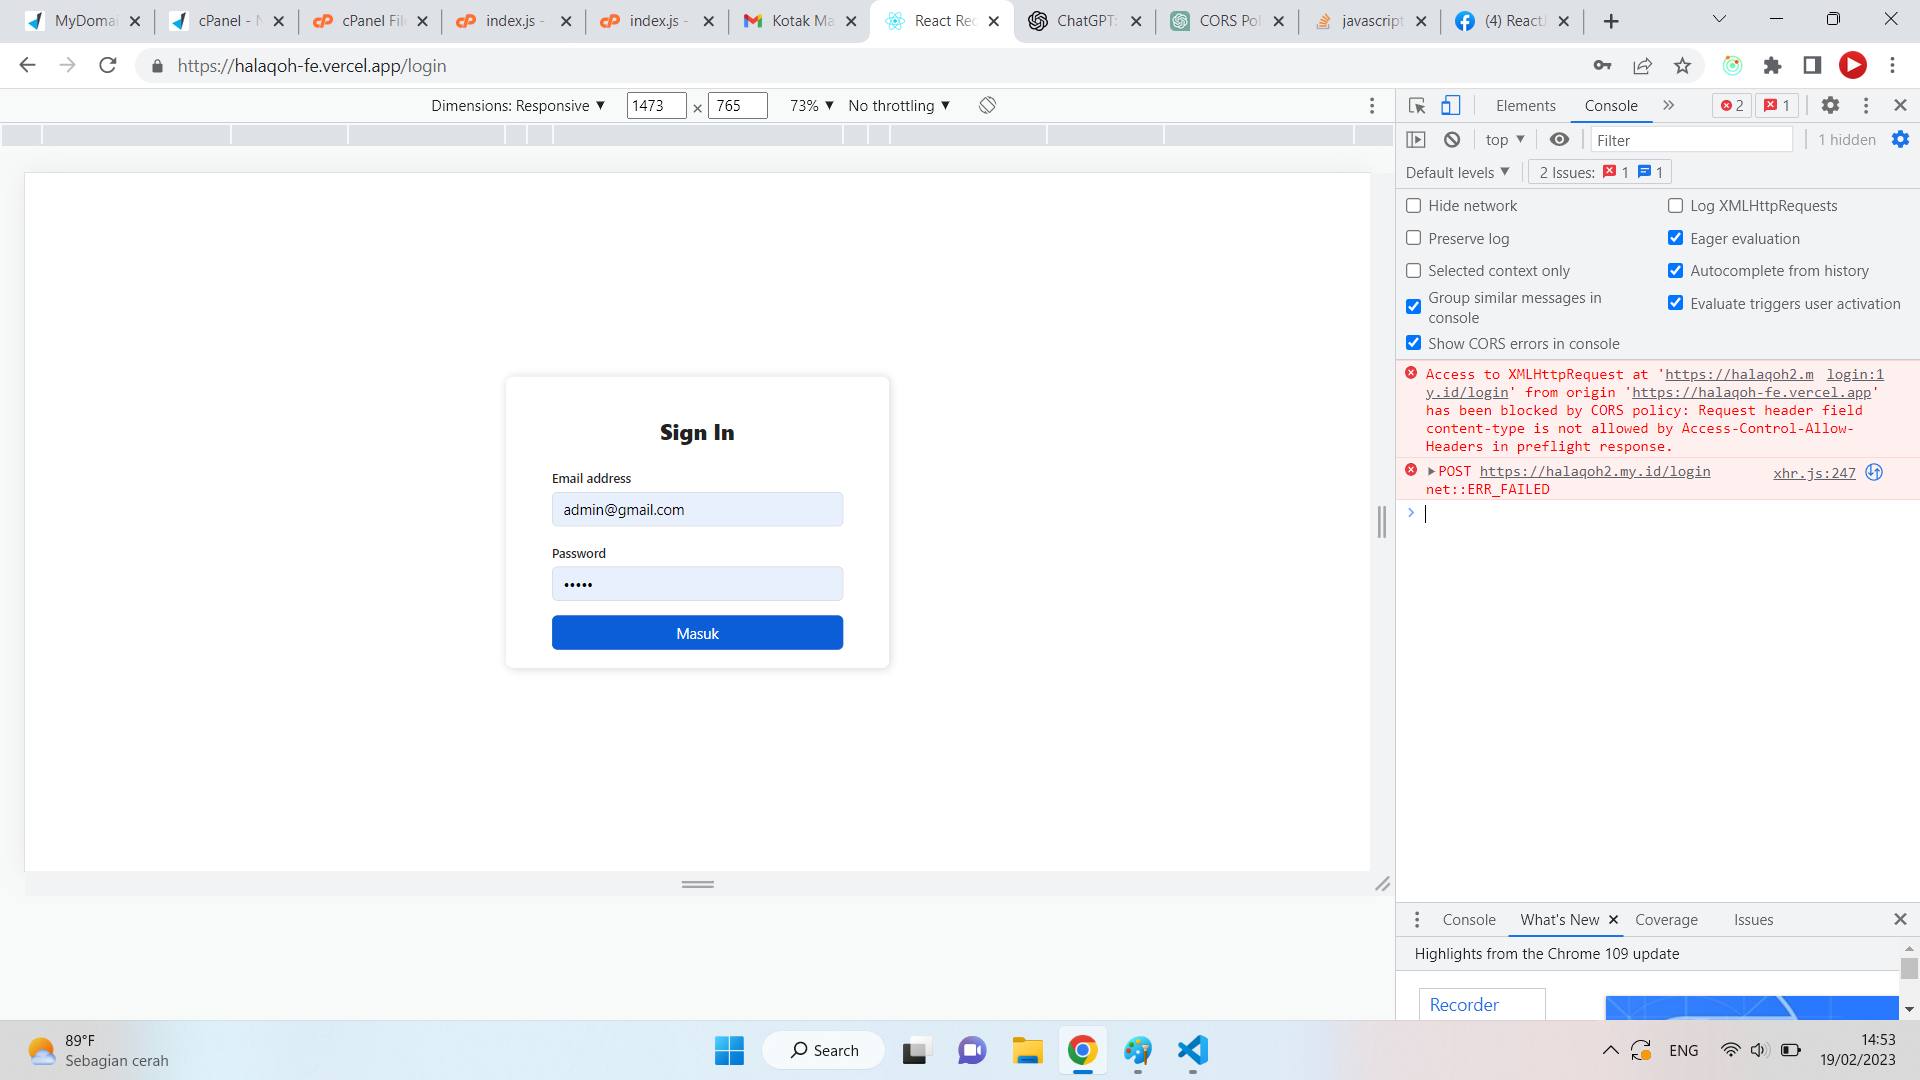 MyDomai
cPanel - N
cPanel File
index.js -
index.js -
Kotak Ma
React Rec
ChatGPT:
CORS Pol
javascript
(4) ReactJ
https://halaqoh-fe.vercel.app/login
Dimensions: Responsive ▼ 1473 × 765 73% ▼ No throttling ▼
Elements Console » 2 1
top ▼ Filter 1 hidden
Default levels ▼ 2 Issues: 1 1
Hide network
Log XMLHttpRequests
Preserve log
Eager evaluation
Selected context only
Autocomplete from history
Group similar messages in
console
Evaluate triggers user activation
Show CORS errors in console
Access to XMLHttpRequest at 'https://halaqoh2.m login:1
y.id/login' from origin 'https://halaqoh-fe.vercel.app'
has been blocked by CORS policy: Request header field
content-type is not allowed by Access-Control-Allow-
Headers in preflight response.
POST https://halaqoh2.my.id/login xhr.js:247
net::ERR_FAILED
Sign In
Email address
admin@gmail.com
Password
•••••
Masuk
Console What's New Coverage Issues
Highlights from the Chrome 109 update
Recorder
89°F
Sebagian cerah
Search
ENG
14:53
19/02/2023